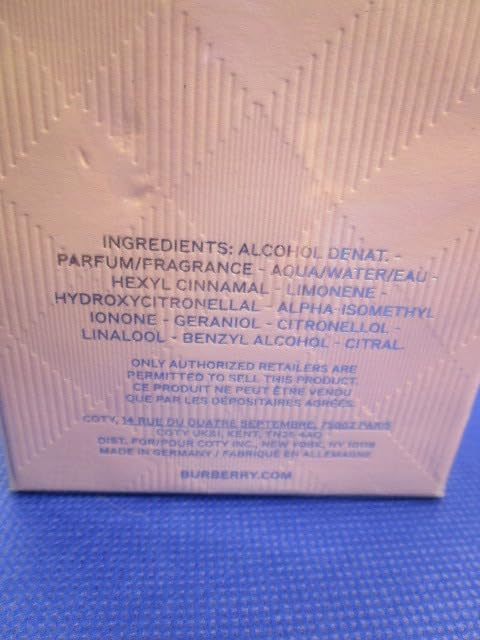 INGREDIENTS: ALCOHOL DENAT. -
PARFUM/FRAGRANCE - AQUA/WATER/EAU -
HEXYL CINNAMAL - LIMONENE -
HYDROXYCITRONELLAL - ALPHA-ISOMETHYL
IONONE - GERANIOL - CITRONELLOL -
LINALOOL - BENZYL ALCOHOL - CITRAL.
ONLY AUTHORIZED RETAILERS ARE
PERMITTED TO SELL THIS PRODUCT.
CE PRODUIT NE PEUT ÊTRE VENDU
QUE PAR LES DÉPOSITAIRES AGRÉÉS.
COTY, 14 RUE DU QUATRE SEPTEMBRE, 75002 PARIS
COTY UK&I, KENT, TN25 4AQ
DIST. FOR/POUR COTY INC., NEW YORK, NY 10118
MADE IN GERMANY / FABRIQUÉ EN ALLEMAGNE
BURBERRY.COM